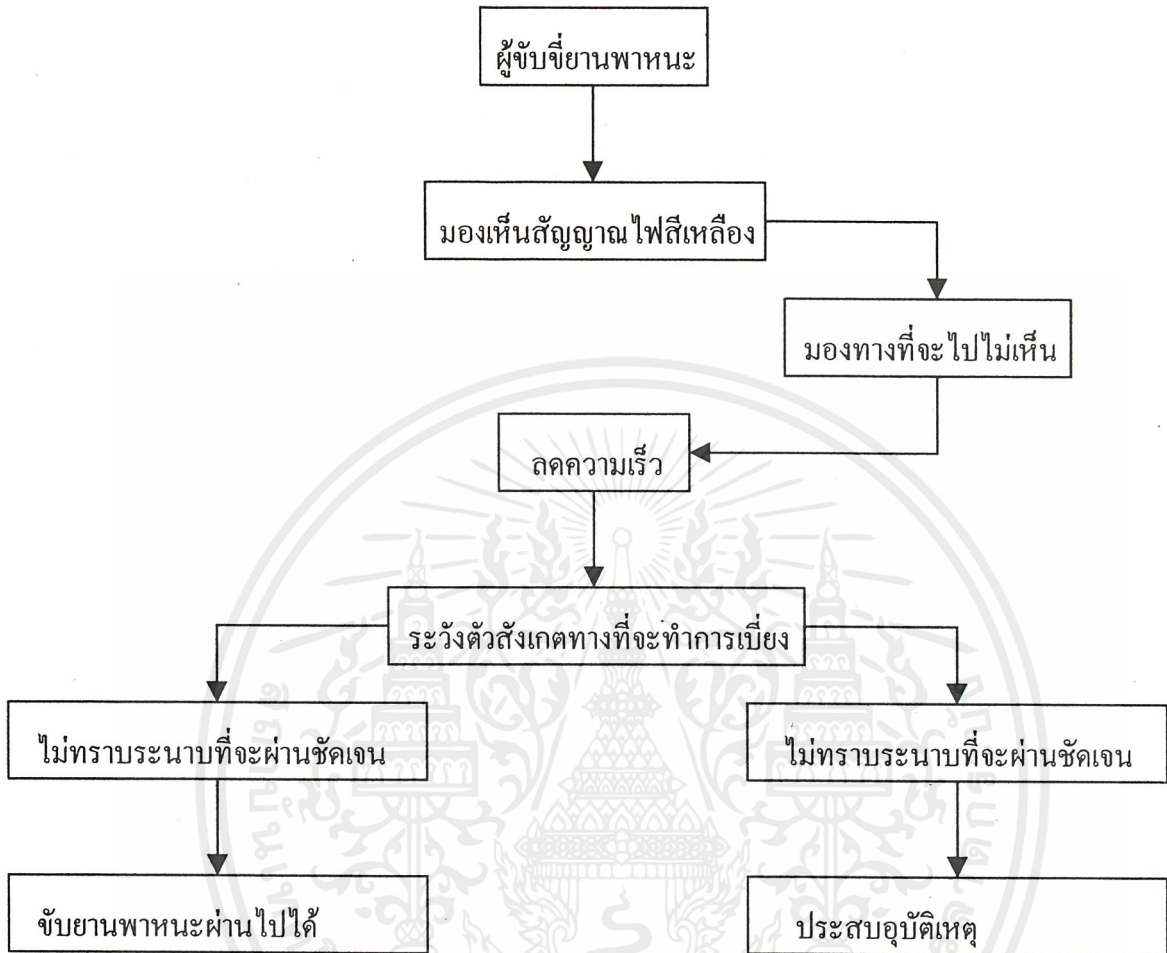 ผู้ขับขี่ยานพาหนะ
มองเห็นสัญญาณไฟสีเหลือง
มองทางที่จะไปไม่เห็น
ลดความเร็ว
ระวังตัวสังเกตทางที่จะทำการเบี่ยง
ไม่ทราบระนาบที่จะผ่านชัดเจน
ไม่ทราบระนาบที่จะผ่านชัดเจน
ขับยานพาหนะผ่านไปได้
ประสบอุบัติเหตุ